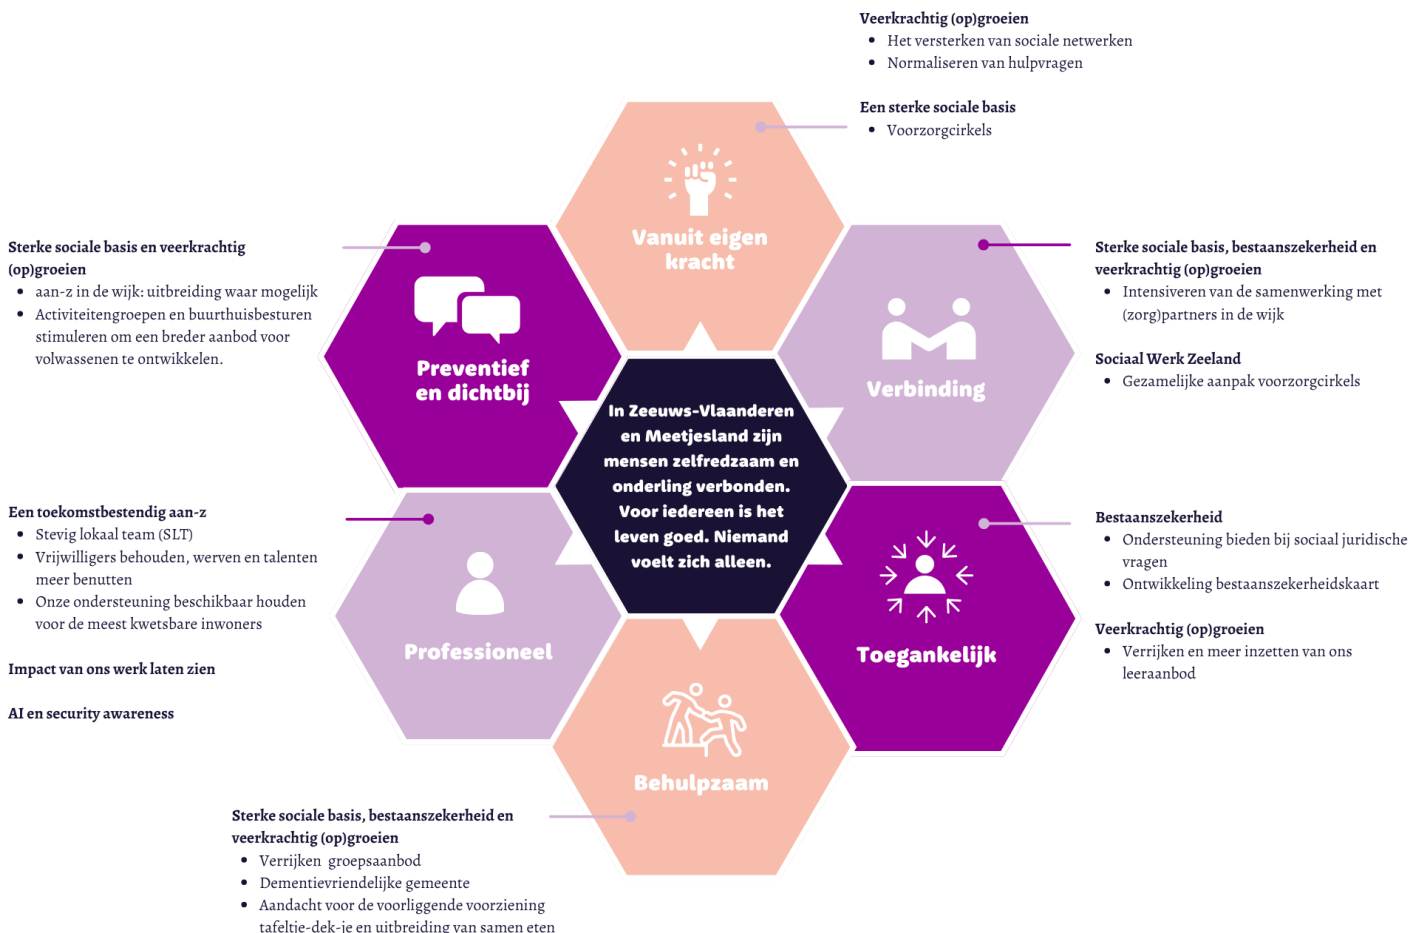 Veerkrachtig (op)groeien
Het versterken van sociale netwerken
Normaliseren van hulpvragen
Een sterke sociale basis
Voorzorgcirkels
Vanuit eigen
kracht
Sterke sociale basis en veerkrachtig
(op)groeien
aan-z in de wijk: uitbreiding waar mogelijk
Activiteitengroepen en buurthuisbesturen
stimuleren om een breder aanbod voor
volwassenen te ontwikkelen.
Preventief
en dichtbij
Sterke sociale basis, bestaanszekerheid en
veerkrachtig (op)groeien
Intensiveren van de samenwerking met
(zorg)partners in de wijk
Sociaal Werk Zeeland
Gezamelijke aanpak voorzorgcirkels
Verbinding
In Zeeuws-Vlaanderen
en Meetjesland zijn
mensen zelfredzaam en
onderling verbonden.
Voor iedereen is het
leven goed. Niemand
voelt zich alleen.
Een toekomstbestendig aan-z
Stevig lokaal team (SLT)
Vrijwilligers behouden, werven en talenten
meer benutten
Onze ondersteuning beschikbaar houden
voor de meest kwetsbare inwoners
Impact van ons werk laten zien
AI en security awareness
Professioneel
Bestaanszekerheid
Ondersteuning bieden bij sociaal juridische
vragen
Ontwikkeling bestaanszekerheidskaart
Veerkrachtig (op)groeien
Verrijken en meer inzetten van ons
leeraanbod
Toegankelijk
Behulpzaam
Sterke sociale basis, bestaanszekerheid en
veerkrachtig (op)groeien
Verrijken groepsaanbod
Dementievriendelijke gemeente
Aandacht voor de voorliggende voorziening
tafeltje-dek-je en uitbreiding van samen eten